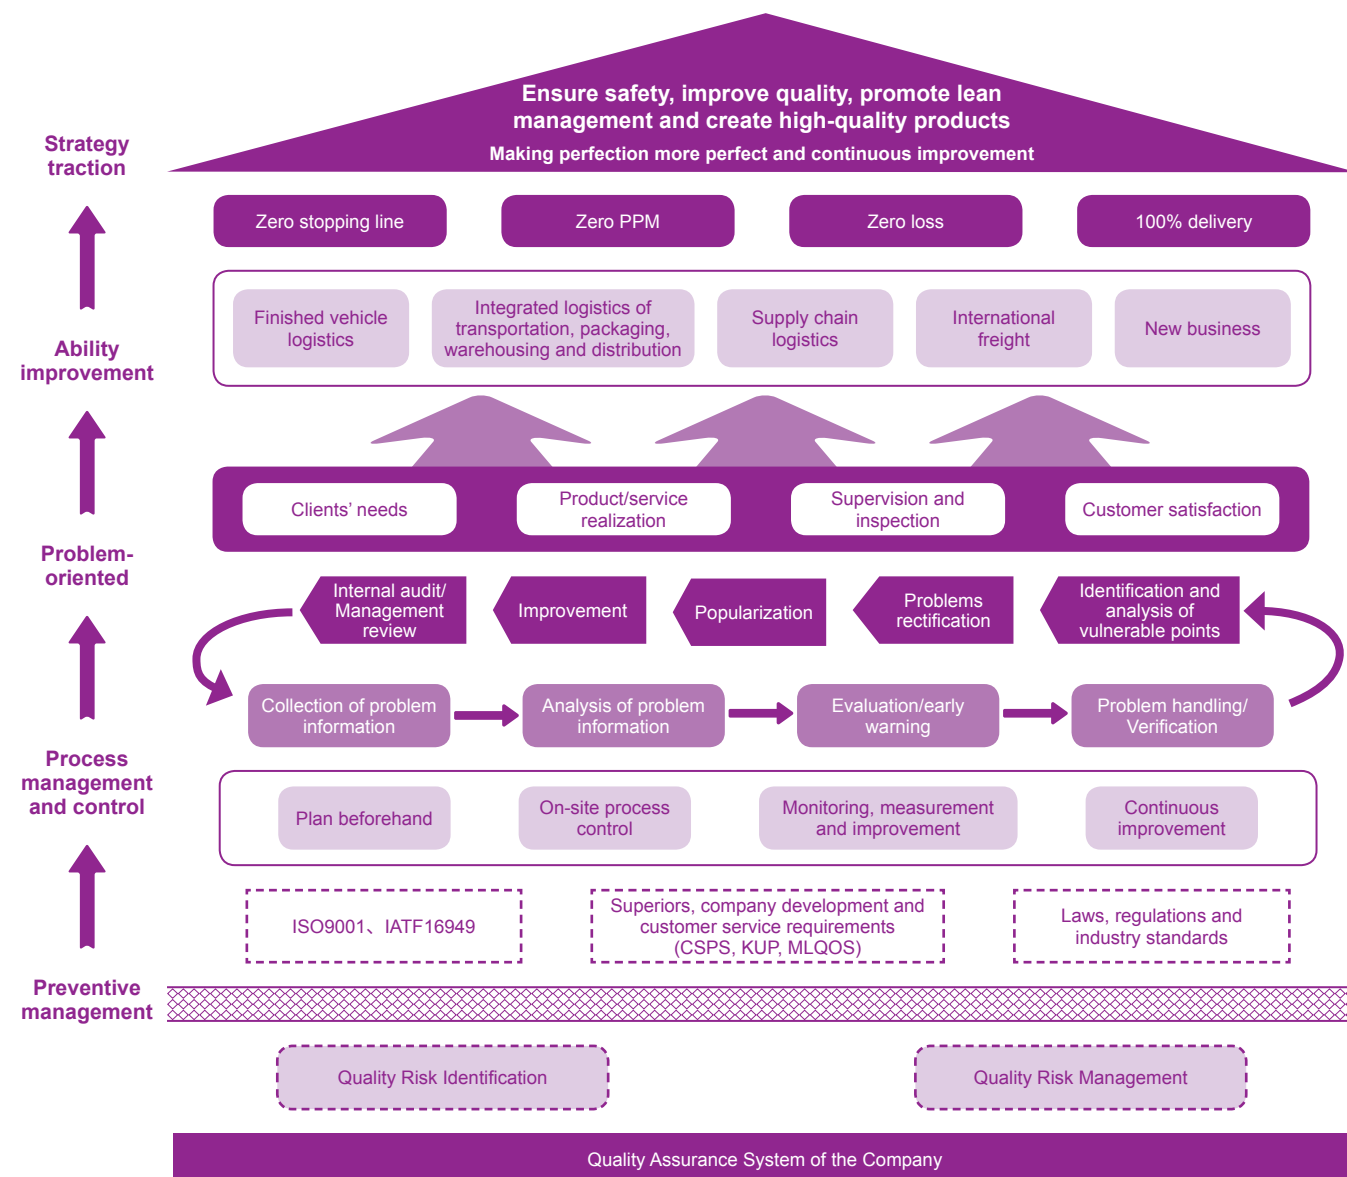 Ensure safety, improve quality, promote lean
management and create high-quality products
Making perfection more perfect and continuous improvement
Strategy
traction
Zero stopping line
Zero PPM
Zero loss
100% delivery
Ability
improvement
Finished vehicle
logistics
Integrated logistics of
transportation, packaging,
warehousing and distribution
Supply chain
logistics
International
freight
New business
Problem-
oriented
Clients’ needs
Product/service
realization
Supervision and
inspection
Customer satisfaction
Internal audit/
Management
review
Improvement
Popularization
Problems
rectification
Identification and
analysis of
vulnerable points
Collection of problem
information
Analysis of problem
information
Evaluation/early
warning
Problem handling/
Verification
Process
management
and control
Plan beforehand
On-site process
control
Monitoring, measurement
and improvement
Continuous
improvement
ISO9001、IATF16949
Superiors, company development and
customer service requirements
(CSPS, KUP, MLQOS)
Laws, regulations and
industry standards
Preventive
management
Quality Risk Identification
Quality Risk Management
Quality Assurance System of the Company